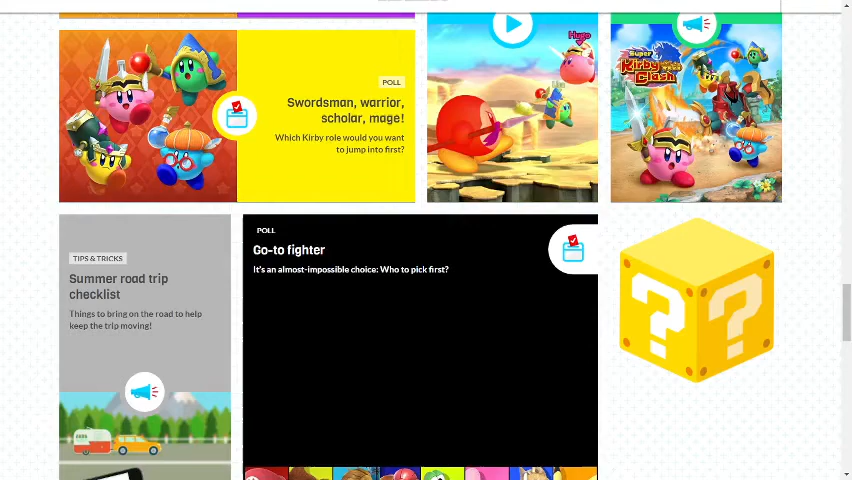 POLL
Swordsman, warrior,
scholar, mage!
Which Kirby role would you want
to jump into first?
Hugo
Super
Kirby
Clash
TIPS & TRICKS
Summer road trip
checklist
Things to bring on the road to help
keep the trip moving!
POLL
Go-to fighter
It's an almost-impossible choice: Who to pick first?
? ?